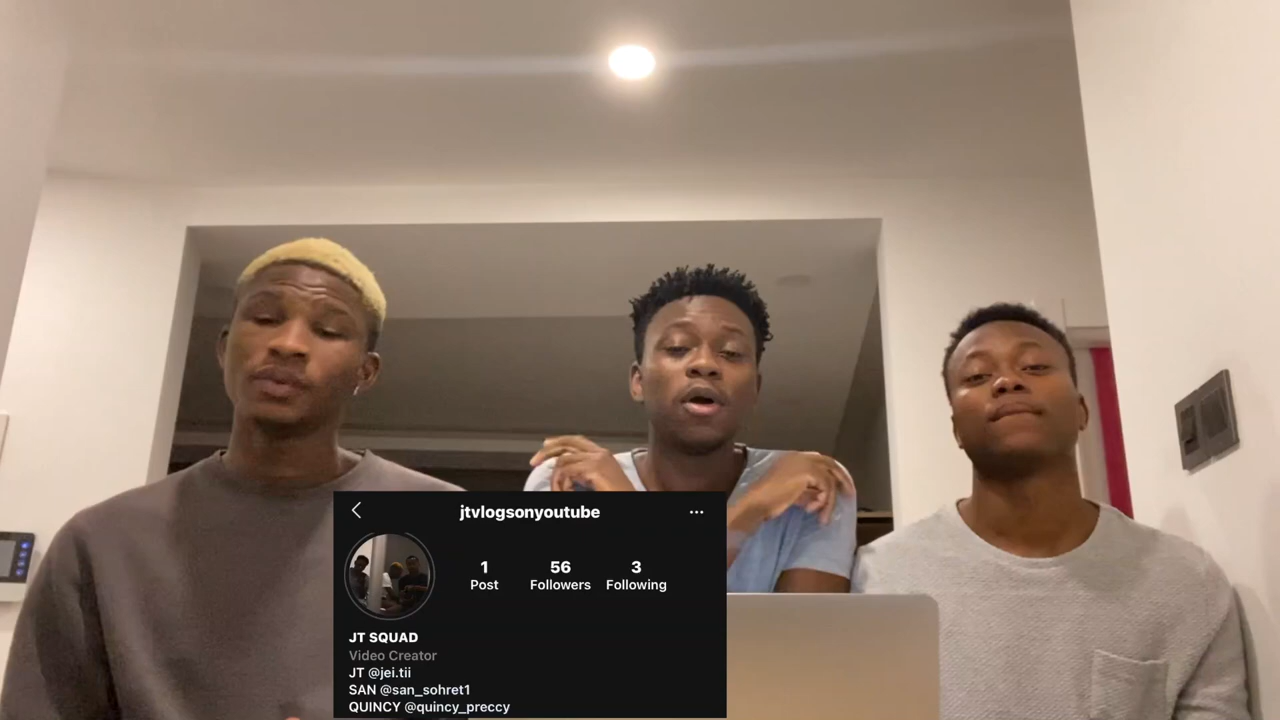 jtvlogsonyoutube
1 56 3
Post Followers Following
JT SQUAD
Video Creator
JT @jei.tii
SAN @san_sohret1
QUINCY @quincy_preccy